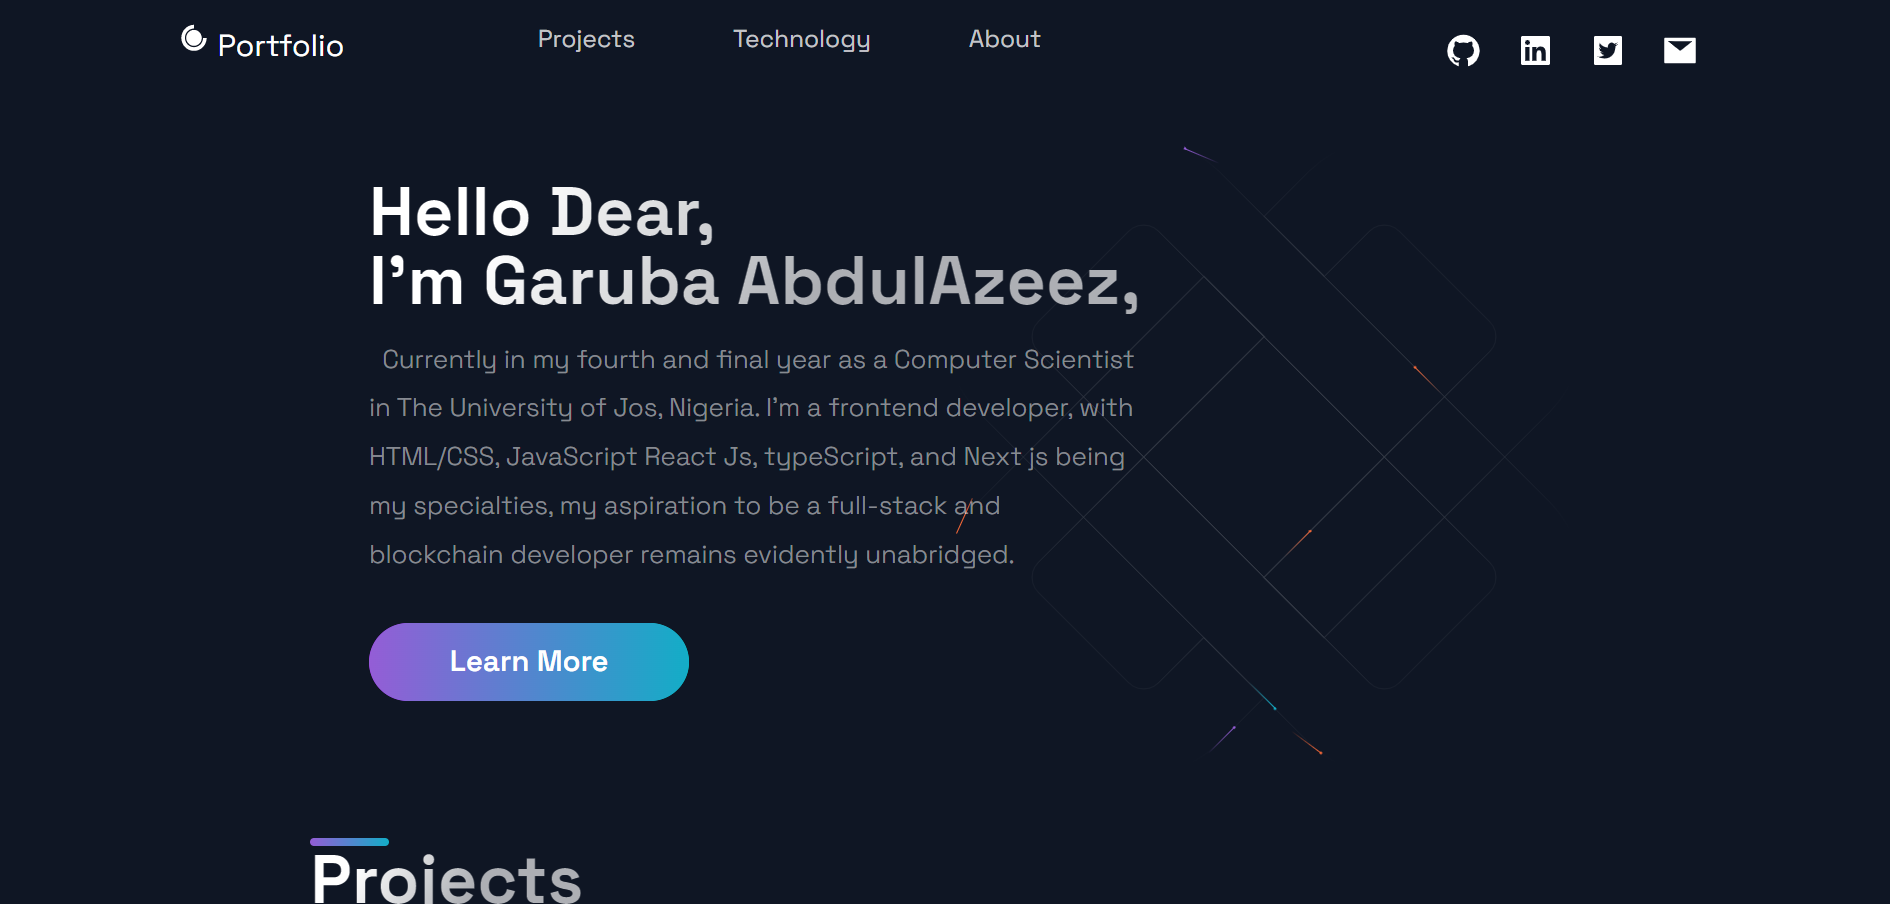 Portfolio
Projects
Technology
About
Hello Dear,
I'm Garuba AbdulAzeez,
Currently in my fourth and final year as a Computer Scientist
in The University of Jos, Nigeria. I'm a frontend developer, with
HTML/CSS, JavaScript React Js, typeScript, and Next js being
my specialties, my aspiration to be a full-stack and
blockchain developer remains evidently unabridged.
Learn More
Projects